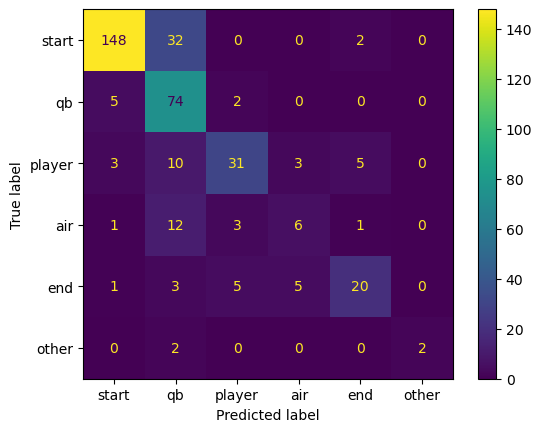 start 148 32 0 0 2 0
qb 5 74 2 0 0 0
player 3 10 31 3 5 0
air 1 12 3 6 1 0
end 1 3 5 5 20 0
other 0 2 0 0 0 2
start qb player air end other
Predicted label
True label
140
120
100
80
60
40
20
0